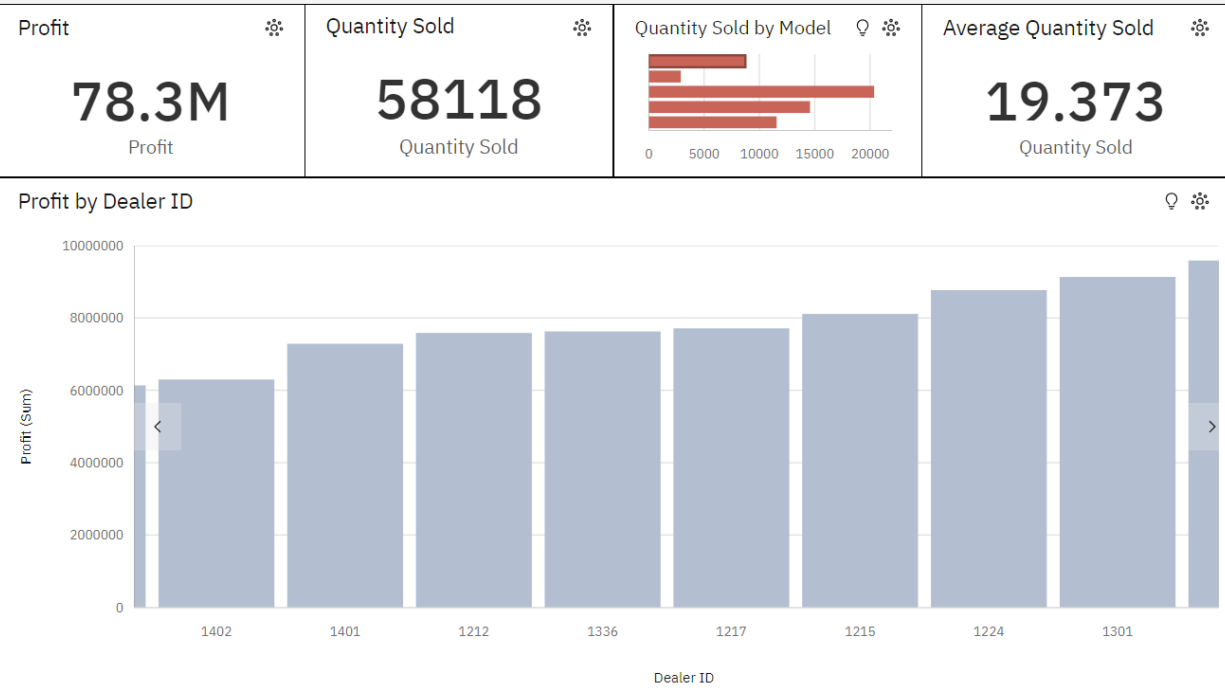 Profit
78.3M
Profit
Quantity Sold
58118
Quantity Sold
Quantity Sold by Model
0 5000 10000 15000 20000
Average Quantity Sold
19.373
Quantity Sold
Profit by Dealer ID
Profit (Sum)
10000000
8000000
6000000
4000000
2000000
0
1402 1401 1212 1336 1217 1215 1224 1301
Dealer ID